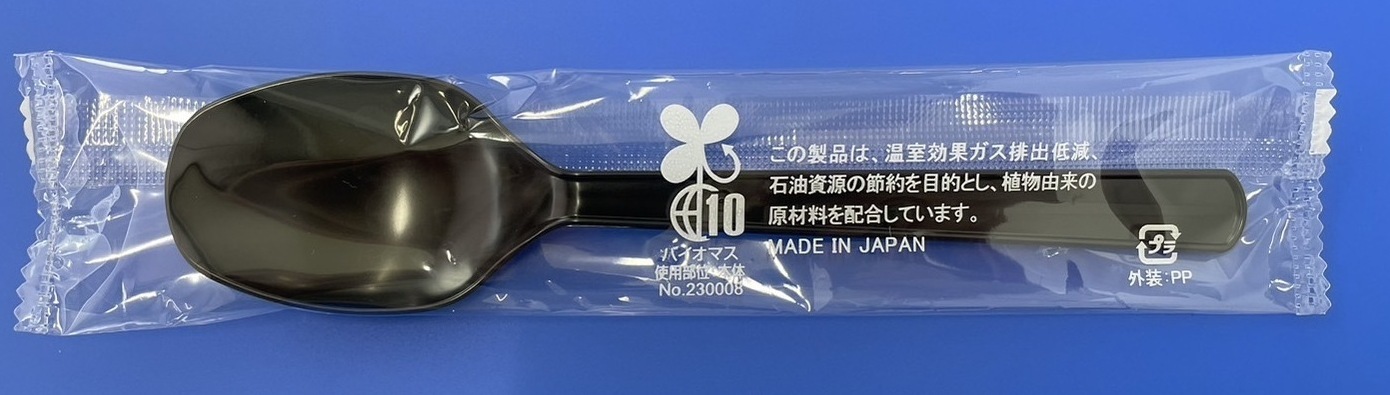 この製品は、温室効果ガス排出低減、
石油資源の節約を目的とし、植物由来の
原材料を配合しています。
MADE IN JAPAN
10
バイオマス
使用部位:本体
No.230008
プラ
外装:PP